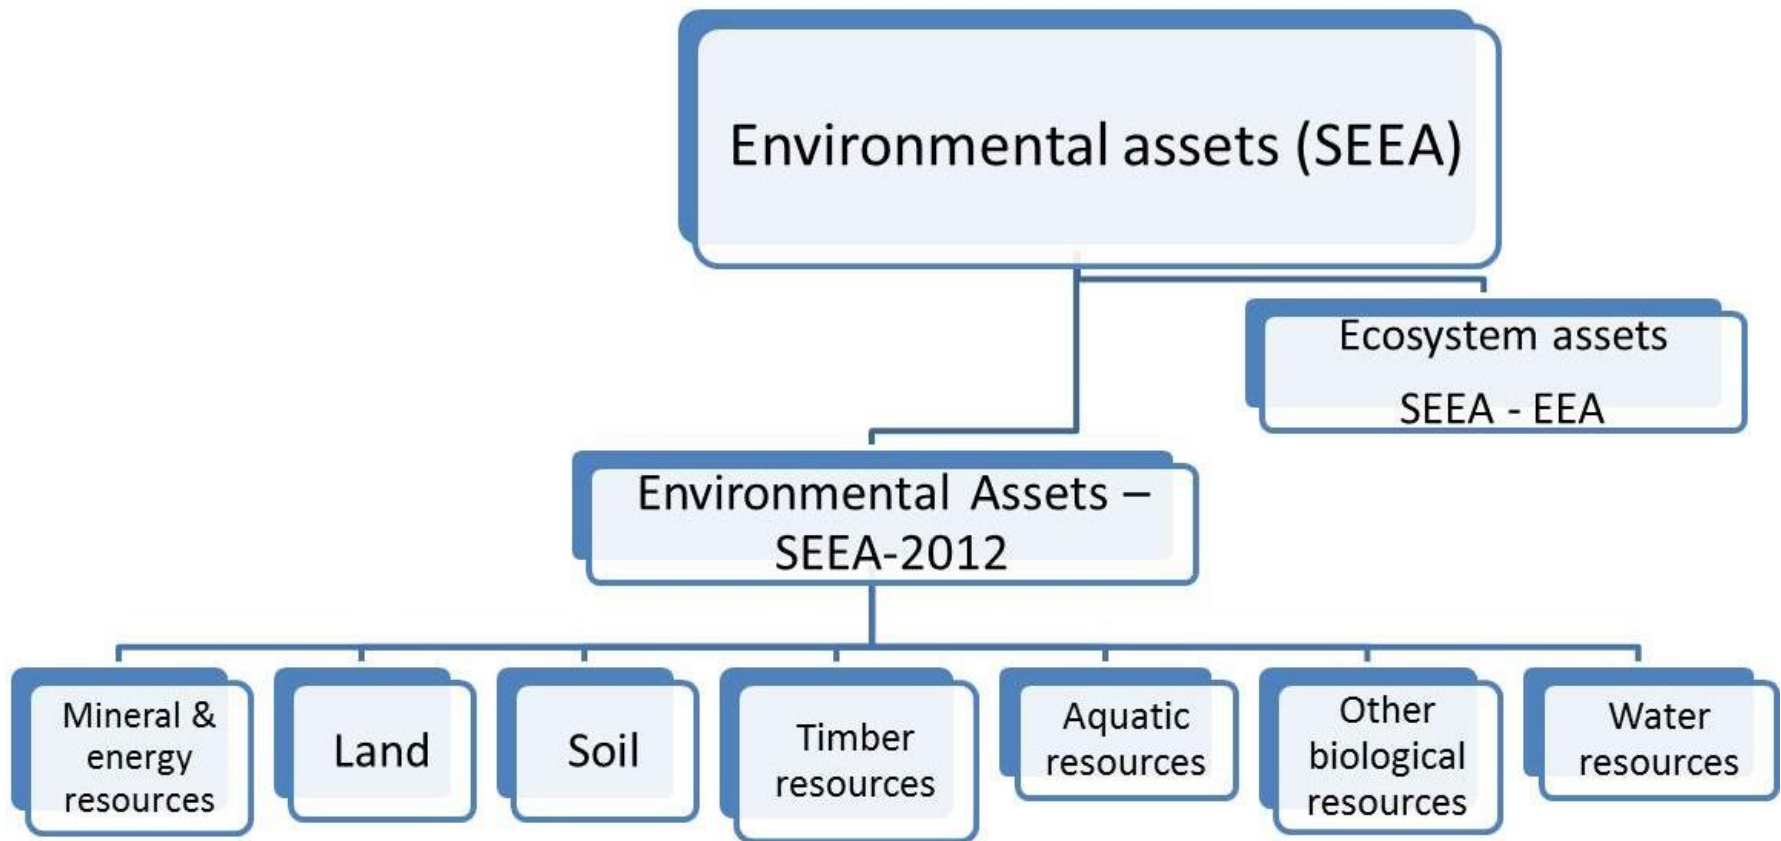 Environmental assets (SEEA)
Ecosystem assets
SEEA - EEA
Environmental Assets –
SEEA-2012
Mineral &
energy
resources
Land
Soil
Timber
resources
Aquatic
resources
Other
biological
resources
Water
resources